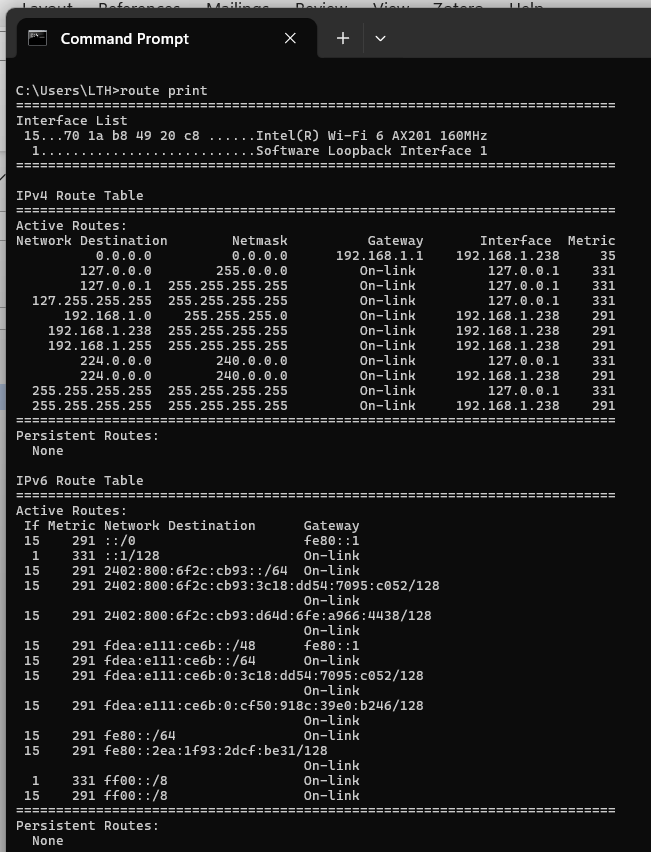 Layout References Mailings Review View Zotero Help
Command Prompt
C:\Users\LTH>route print
===========================================================================
Interface List
 15...70 1a b8 49 20 c8 ......Intel(R) Wi-Fi 6 AX201 160MHz
  1...........................Software Loopback Interface 1
===========================================================================
IPv4 Route Table
===========================================================================
Active Routes:
Network Destination        Netmask          Gateway       Interface  Metric
          0.0.0.0          0.0.0.0      192.168.1.1    192.168.1.238     35
        127.0.0.0        255.0.0.0         On-link         127.0.0.1    331
        127.0.0.1  255.255.255.255         On-link         127.0.0.1    331
  127.255.255.255  255.255.255.255         On-link         127.0.0.1    331
      192.168.1.0    255.255.255.0         On-link     192.168.1.238    291
    192.168.1.238  255.255.255.255         On-link     192.168.1.238    291
    192.168.1.255  255.255.255.255         On-link     192.168.1.238    291
        224.0.0.0        240.0.0.0         On-link         127.0.0.1    331
        224.0.0.0        240.0.0.0         On-link     192.168.1.238    291
  255.255.255.255  255.255.255.255         On-link         127.0.0.1    331
  255.255.255.255  255.255.255.255         On-link     192.168.1.238    291
===========================================================================
Persistent Routes:
  None
IPv6 Route Table
===========================================================================
Active Routes:
 If Metric Network Destination      Gateway
 15    291 ::/0                     fe80::1
  1    331 ::1/128                  On-link
 15    291 2402:800:6f2c:cb93::/64  On-link
 15    291 2402:800:6f2c:cb93:3c18:dd54:7095:c052/128
                                    On-link
 15    291 2402:800:6f2c:cb93:d64d:6fe:a966:4438/128
                                    On-link
 15    291 fdea:e111:ce6b::/48      fe80::1
 15    291 fdea:e111:ce6b::/64      On-link
 15    291 fdea:e111:ce6b:0:3c18:dd54:7095:c052/128
                                    On-link
 15    291 fdea:e111:ce6b:0:cf50:918c:39e0:b246/128
                                    On-link
 15    291 fe80::/64                On-link
 15    291 fe80::2ea:1f93:2dcf:be31/128
                                    On-link
  1    331 ff00::/8                 On-link
 15    291 ff00::/8                 On-link
===========================================================================
Persistent Routes:
  None